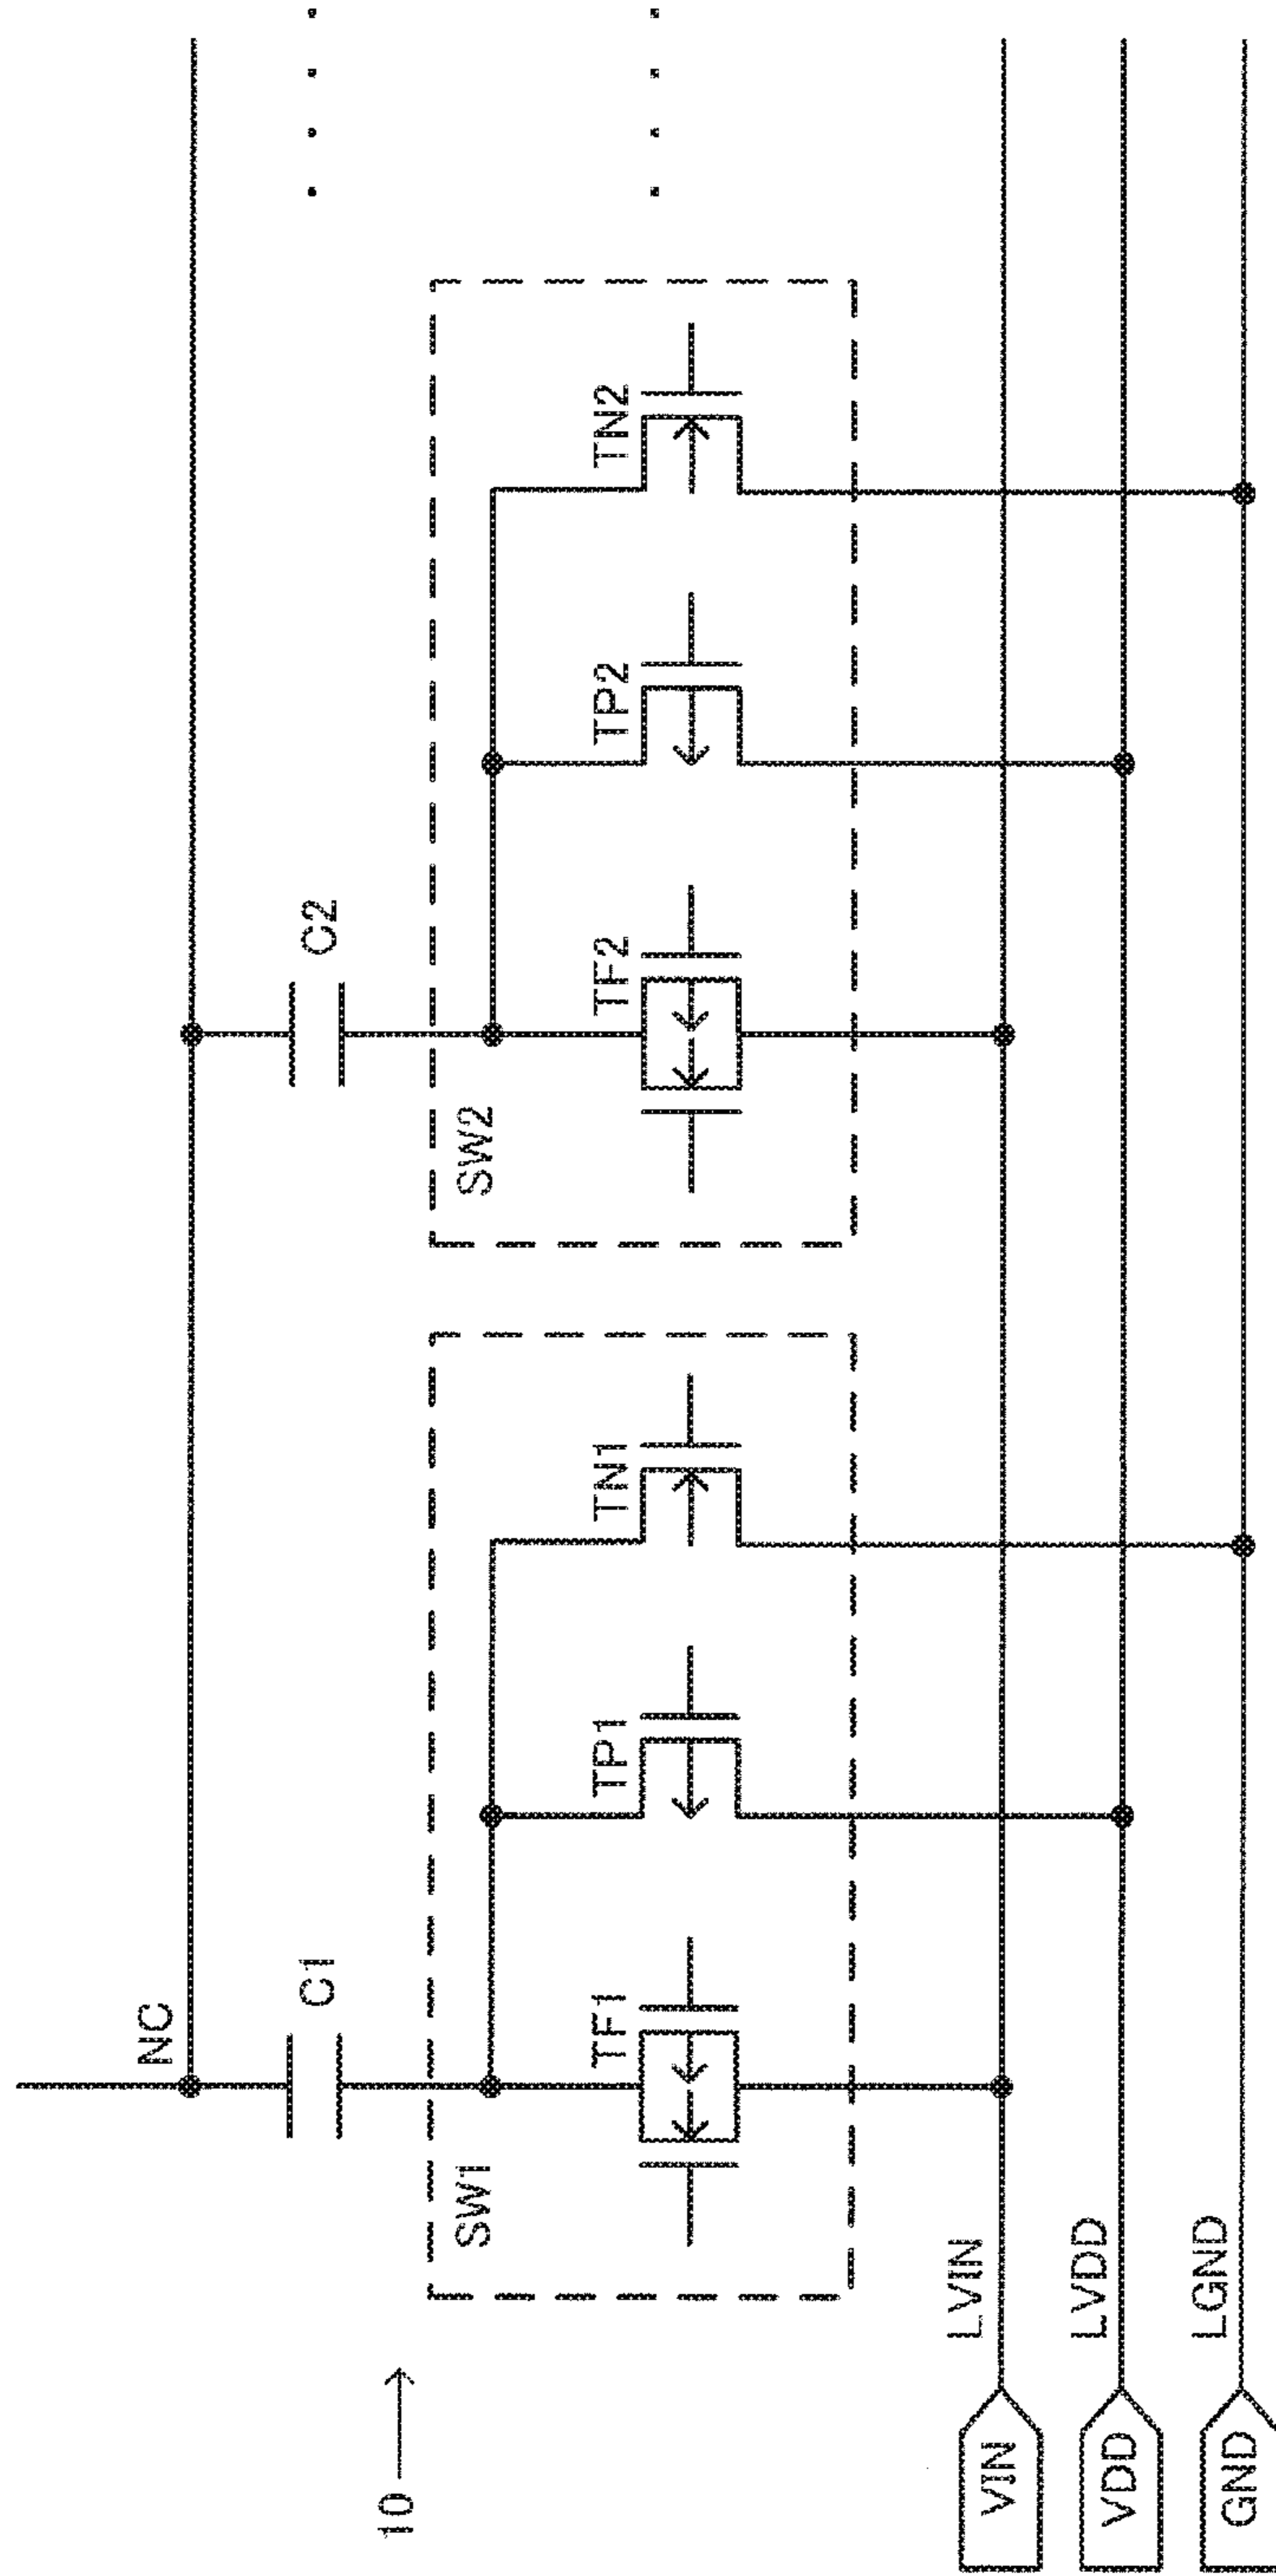 NC
C1
C2
10
SW1
SW2
TF1
TP1
TN1
TF2
TP2
TN2
VIN
LVIN
VDD
LVDD
GND
LGND